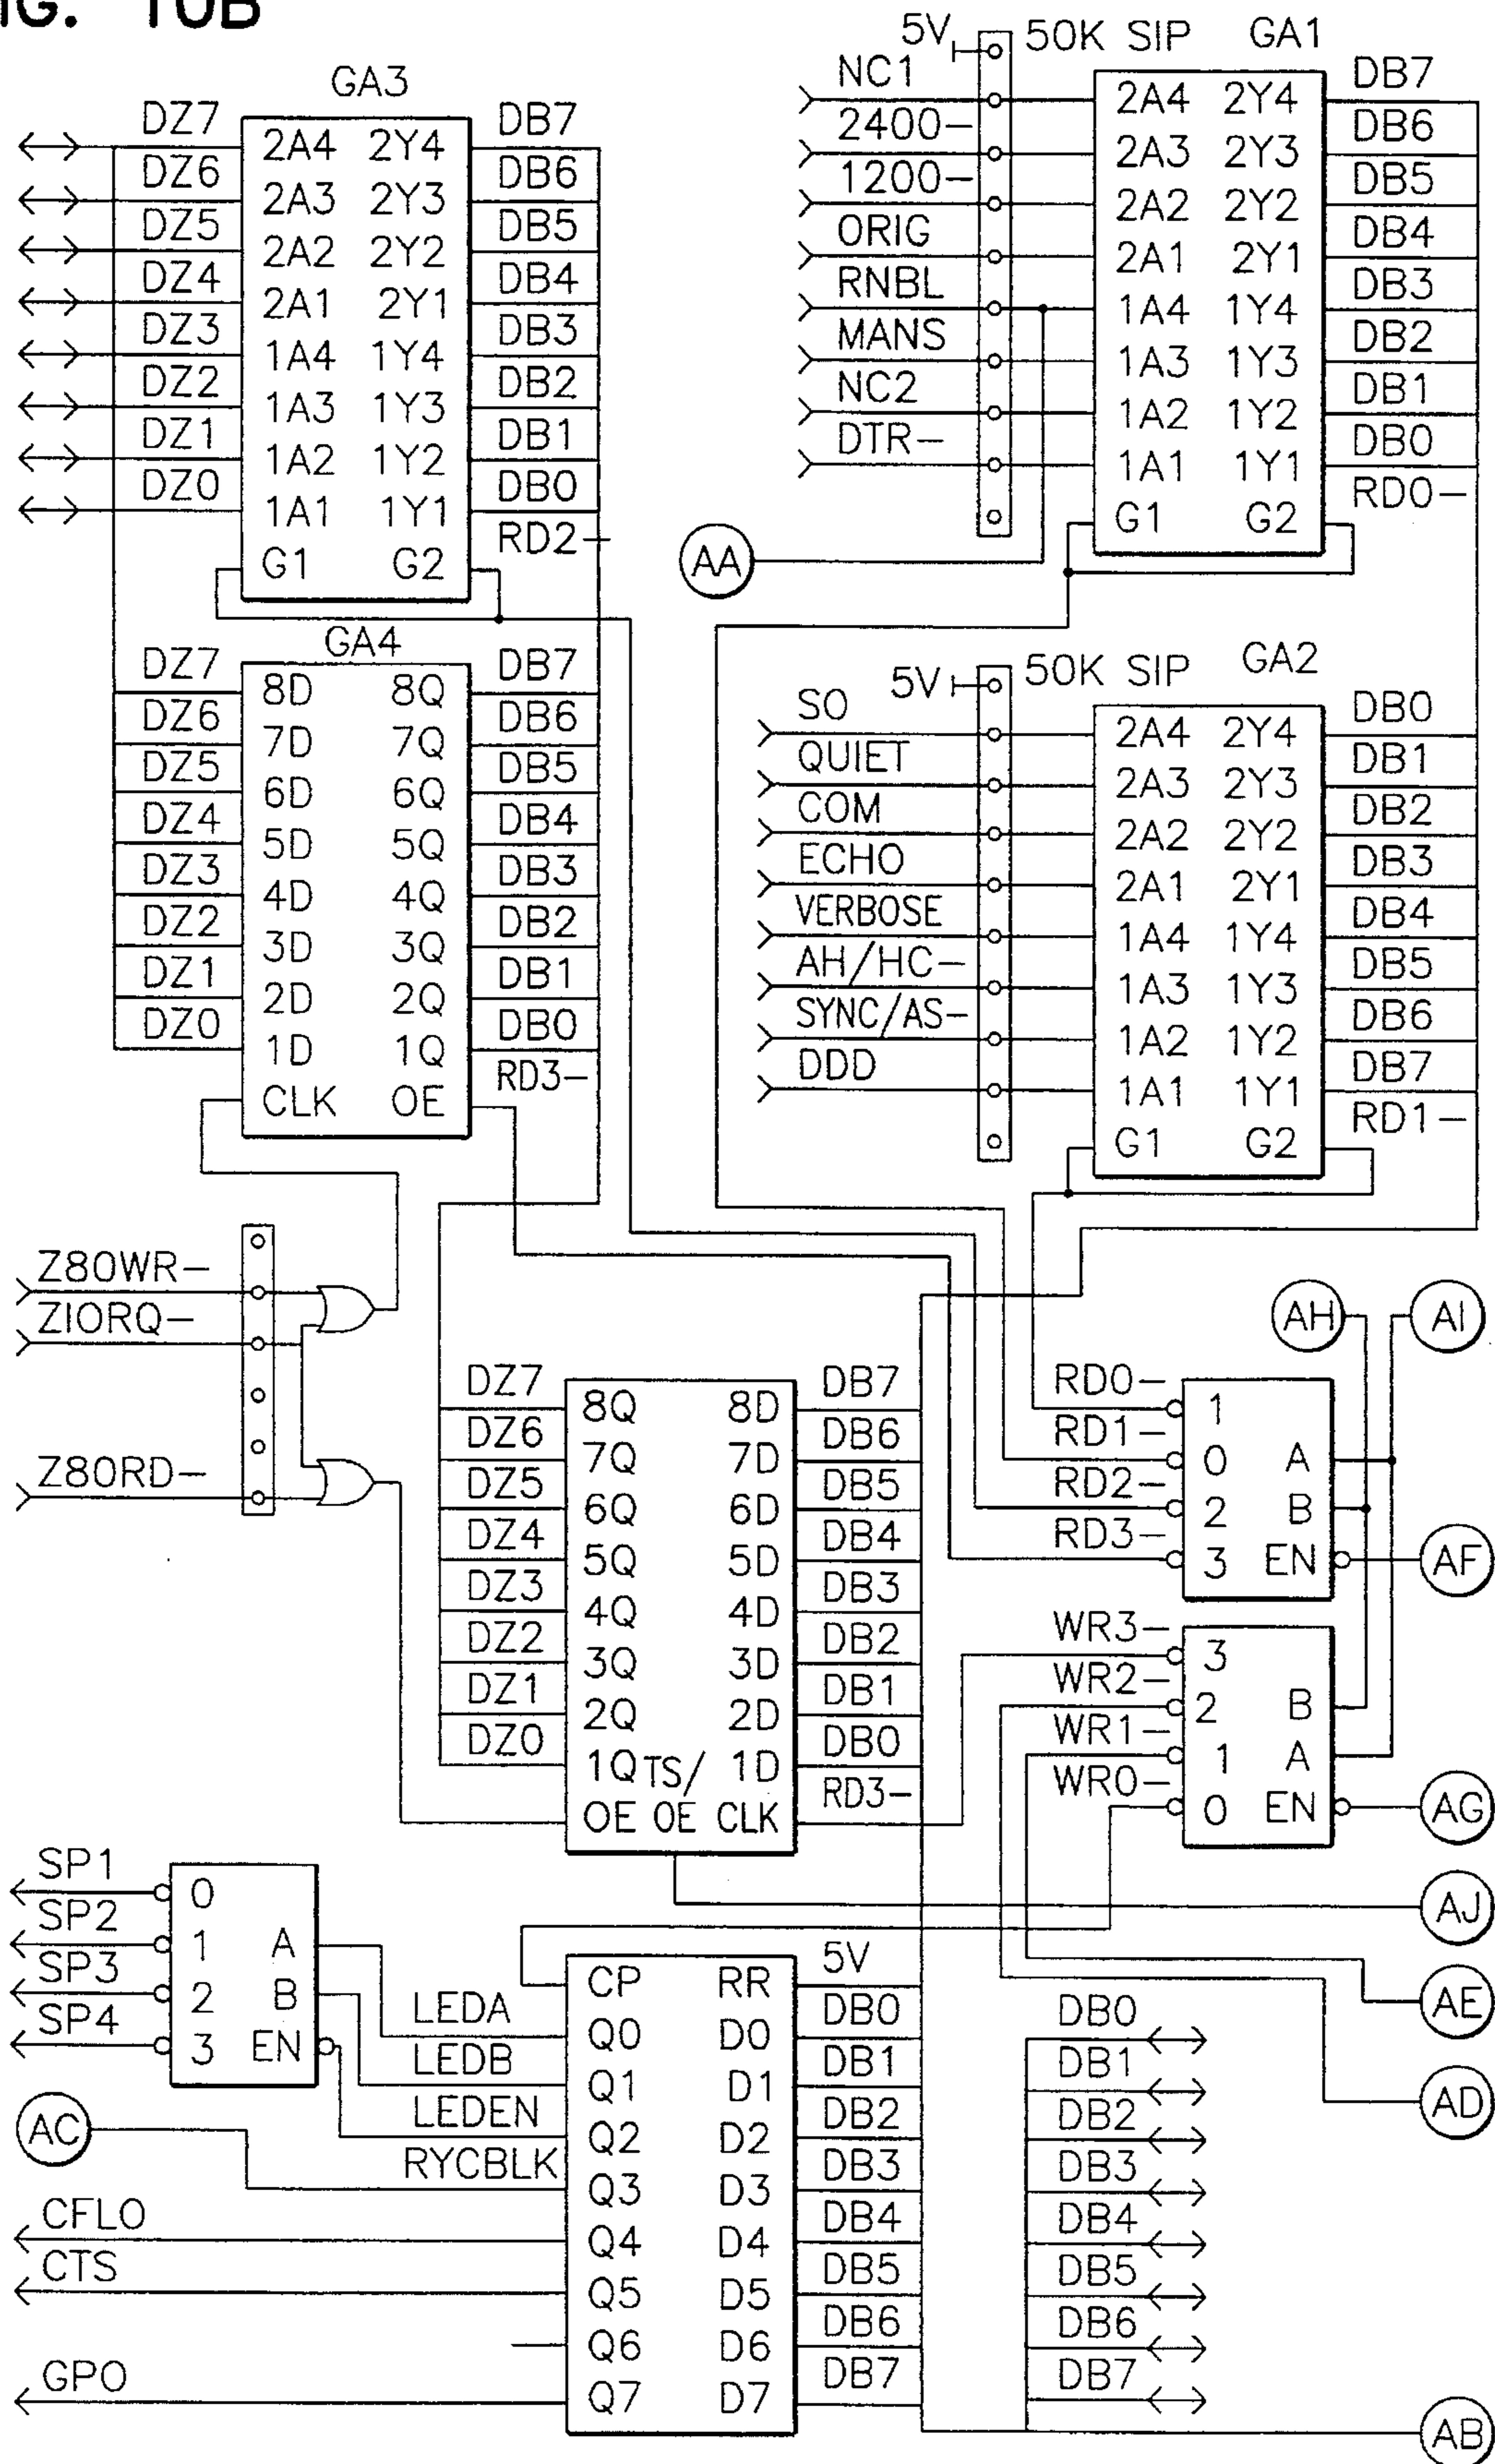 FIG. 10B
GA3
DZ7 2A4 2Y4 DB7
DZ6 2A3 2Y3 DB6
DZ5 2A2 2Y2 DB5
DZ4 2A1 2Y1 DB4
DZ3 1A4 1Y4 DB3
DZ2 1A3 1Y3 DB2
DZ1 1A2 1Y2 DB1
DZ0 1A1 1Y1 DB0
RD2-
G1 G2
5V 50K SIP GA1
NC1 2A4 2Y4 DB7
2400- 2A3 2Y3 DB6
1200- 2A2 2Y2 DB5
ORIG 2A1 2Y1 DB4
RNBL 1A4 1Y4 DB3
MANS 1A3 1Y3 DB2
NC2 1A2 1Y2 DB1
DTR- 1A1 1Y1 DB0
RD0-
G1 G2
AA
GA4
DZ7 8D 8Q DB7
DZ6 7D 7Q DB6
DZ5 6D 6Q DB5
DZ4 5D 5Q DB4
DZ3 4D 4Q DB3
DZ2 3D 3Q DB2
DZ1 2D 2Q DB1
DZ0 1D 1Q DB0
RD3-
CLK OE
5V 50K SIP GA2
SO 2A4 2Y4 DB0
QUIET 2A3 2Y3 DB1
COM 2A2 2Y2 DB2
ECHO 2A1 2Y1 DB3
VERBOSE 1A4 1Y4 DB4
AH/HC- 1A3 1Y3 DB5
SYNC/AS- 1A2 1Y2 DB6
DDD 1A1 1Y1 DB7
RD1-
G1 G2
Z80WR-
ZIORQ-
Z80RD-
AH AI
DZ7 8Q 8D DB7
DZ6 7Q 7D DB6
DZ5 6Q 6D DB5
DZ4 5Q 5D DB4
DZ3 4Q 4D DB3
DZ2 3Q 3D DB2
DZ1 2Q 2D DB1
DZ0 1Q TS/ 1D DB0
RD3-
OE OE CLK
RD0- 1
RD1- 0 A
RD2- 2 B
RD3- 3 EN AF
WR3- 3
WR2- 2 B
WR1- 1 A
WR0- 0 EN AG
AJ
AE
AD
SP1 0
SP2 1 A
SP3 2 B
SP4 3 EN
AC
CP RR 5V
LEDA Q0 D0 DB0
LEDB Q1 D1 DB1
LEDEN Q2 D2 DB2
RYCBLK Q3 D3 DB3
CFLO Q4 D4 DB4
CTS Q5 D5 DB5
Q6 D6 DB6
GPO Q7 D7 DB7
DB0
DB1
DB2
DB3
DB4
DB5
DB6
DB7
AB